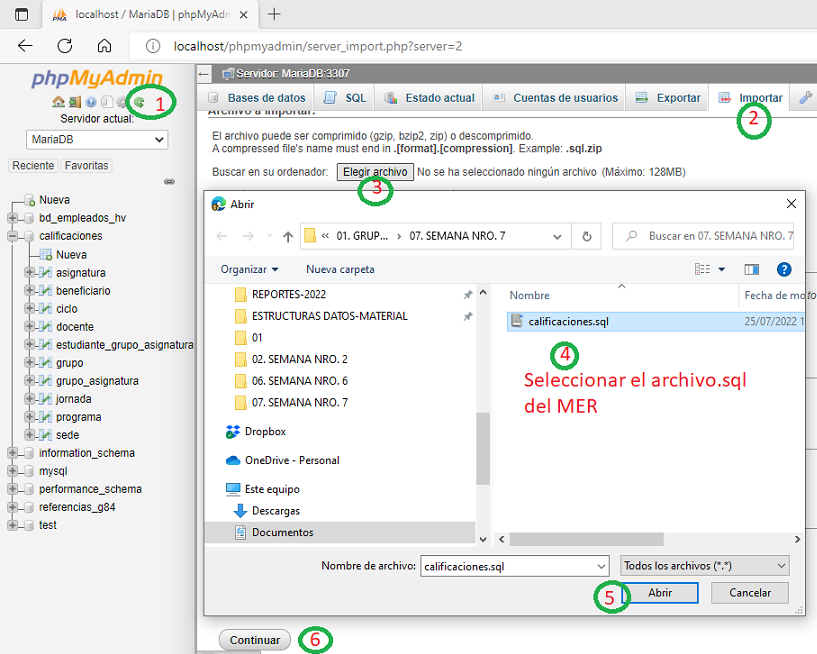 localhost / MariaDB | phpMyAdm
localhost/phpmyadmin/server_import.php?server=2
phpMyAdmin
1
Servidor actual:
MariaDB
Reciente Favoritas
Nueva
bd_empleados_hv
calificaciones
Nueva
asignatura
beneficiario
ciclo
docente
estudiante_grupo_asignatura
grupo
grupo_asignatura
jornada
programa
sede
information_schema
mysql
performance_schema
referencias_g84
test
Servidor: MariaDB:3307
Bases de datos SQL Estado actual Cuentas de usuarios Exportar Importar
2
Archivo a importar:
El archivo puede ser comprimido (gzip, bzip2, zip) o descomprimido.
A compressed file's name must end in .[format].[compression]. Example: .sql.zip
Buscar en su ordenador: Elegir archivo No se ha seleccionado ningún archivo (Máximo: 128MB)
3
Abrir
« 01. GRUP... › 07. SEMANA NRO. 7
Buscar en 07. SEMANA NRO. 7
Organizar Nueva carpeta
REPORTES-2022
ESTRUCTURAS DATOS-MATERIAL
01
02. SEMANA NRO. 2
06. SEMANA NRO. 6
07. SEMANA NRO. 7
Dropbox
OneDrive - Personal
Este equipo
Descargas
Documentos
Nombre Fecha de mo
calificaciones.sql 25/07/2022 1
4
Seleccionar el archivo.sql
del MER
Nombre de archivo: calificaciones.sql Todos los archivos (*.*)
5 Abrir Cancelar
Continuar 6